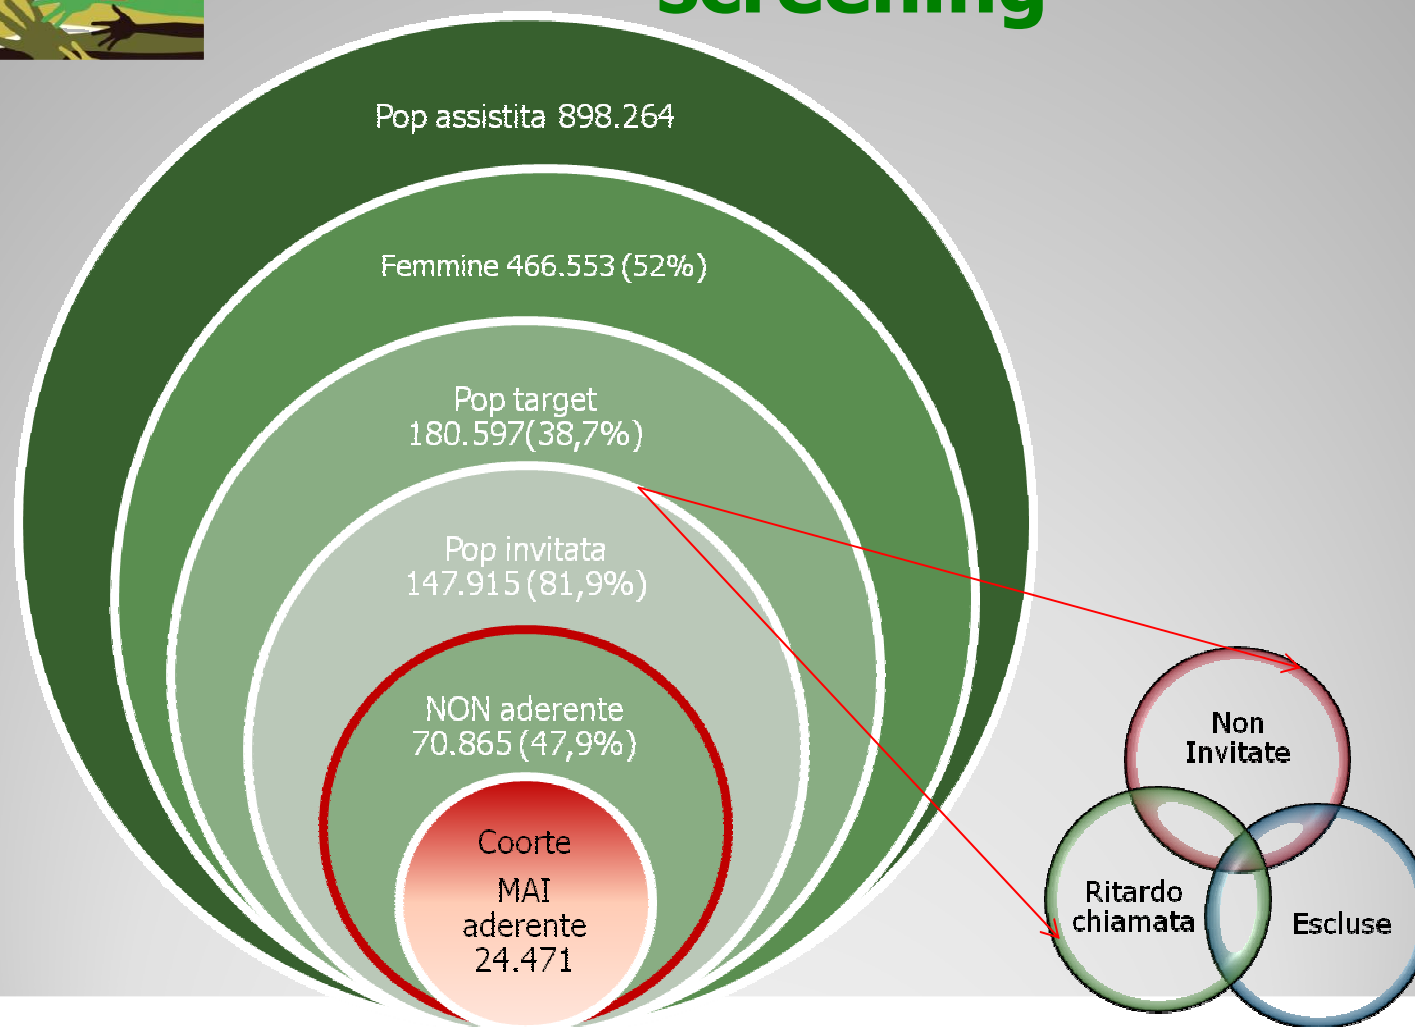 screening
Pop assistita 898.264
Femmine 466.553 (52%)
Pop target
180.597(38,7%)
Pop invitata
147.915 (81,9%)
NON aderente
70.865 (47,9%)
Coorte
MAI
aderente
24.471
Non
Invitate
Ritardo
chiamata
Escluse